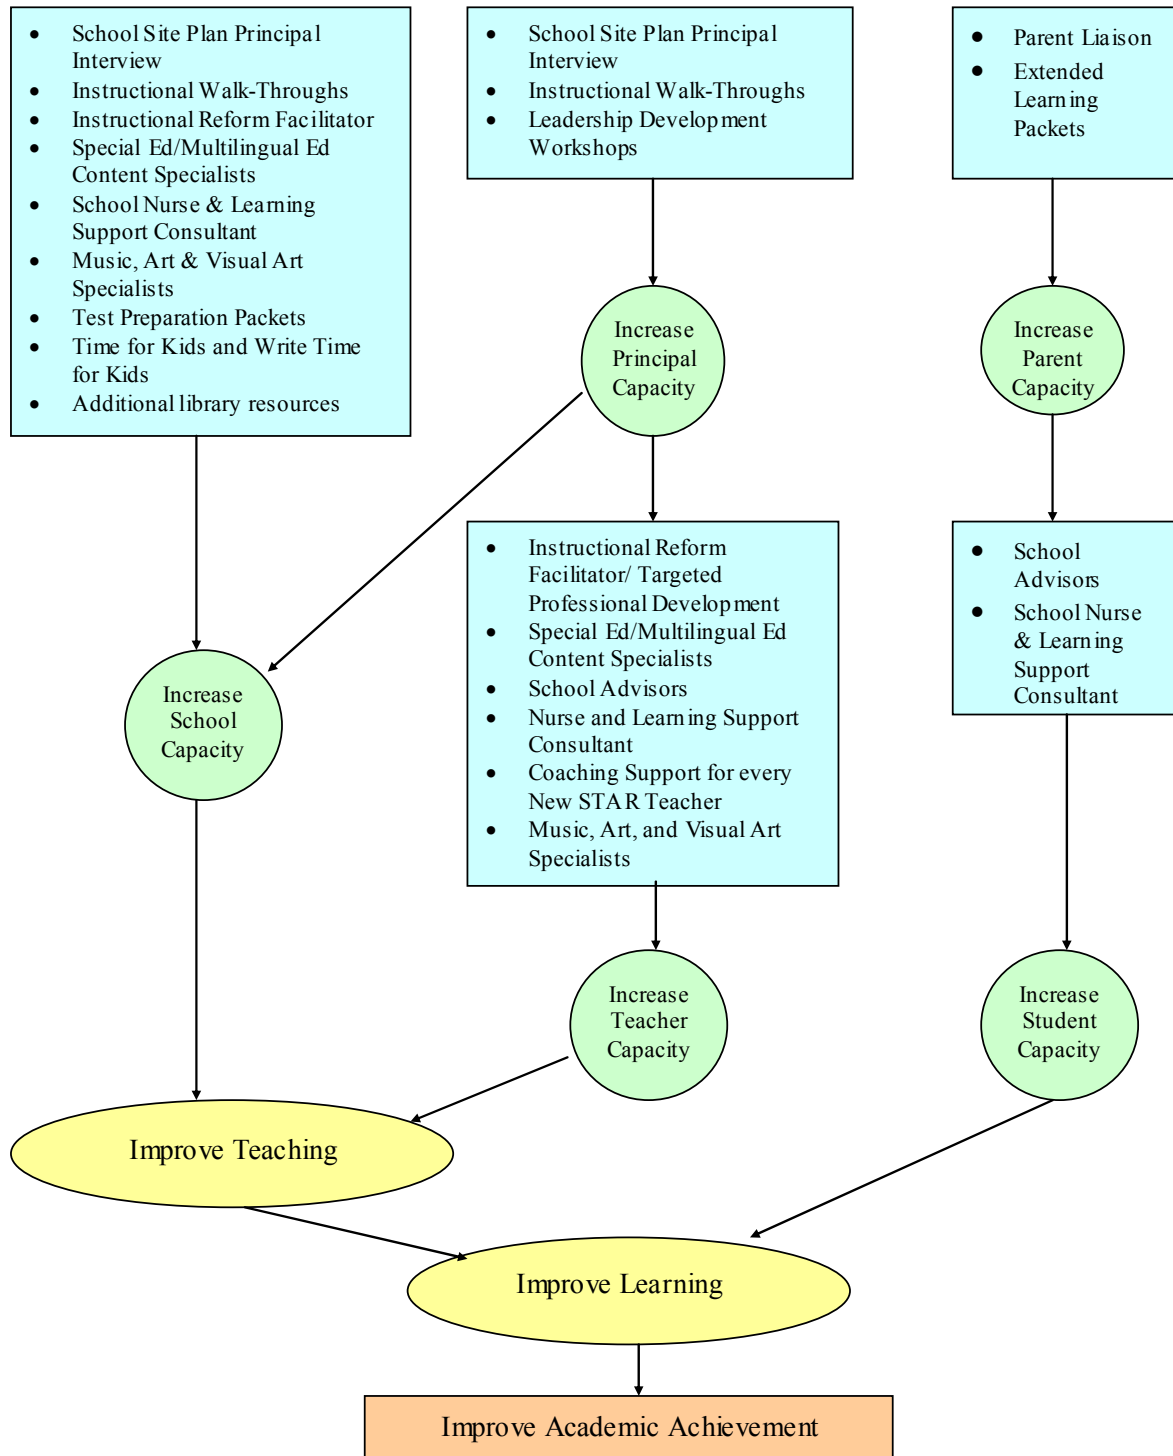 • School Site Plan Principal
Interview
• Instructional Walk-Throughs
• Instructional Reform Facilitator
• Special Ed/Multilingual Ed
Content Specialists
• School Nurse & Learning
Support Consultant
• Music, Art & Visual Art
Specialists
• Test Preparation Packets
• Time for Kids and Write Time
for Kids
• Additional library resources
• School Site Plan Principal
Interview
• Instructional Walk-Throughs
• Leadership Development
Workshops
• Parent Liaison
• Extended
Learning
Packets
Increase
Principal
Capacity
Increase
Parent
Capacity
• Instructional Reform
Facilitator/ Targeted
Professional Development
• Special Ed/Multilingual Ed
Content Specialists
• School Advisors
• Nurse and Learning Support
Consultant
• Coaching Support for every
New STAR Teacher
• Music, Art, and Visual Art
Specialists
• School
Advisors
• School Nurse
& Learning
Support
Consultant
Increase
School
Capacity
Increase
Teacher
Capacity
Increase
Student
Capacity
Improve Teaching
Improve Learning
Improve Academic Achievement